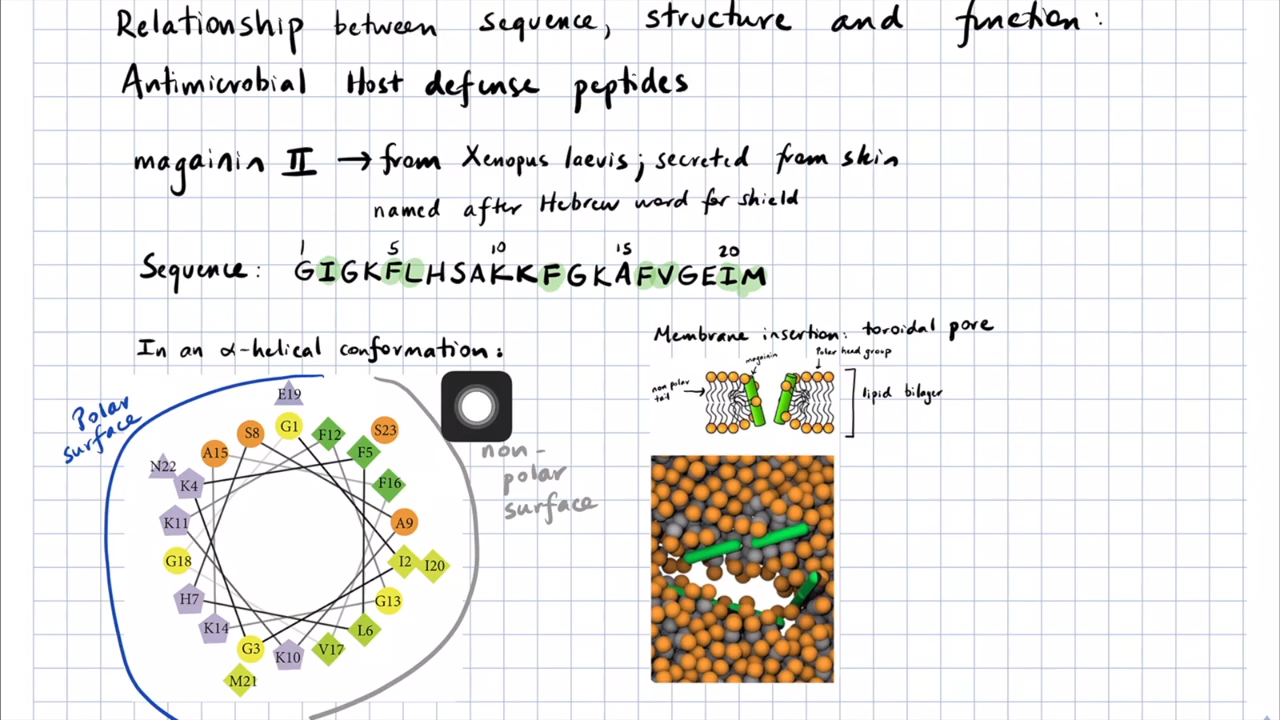 Relationship between sequence, structure and function:
Antimicrobial Host defense peptides
magainin II → from Xenopus laevis; secreted from skin
named after Hebrew word for shield
1 5 10 15 20
Sequence: GIGKFLHSAKKFGKAFVGEIM
In an α-helical conformation:
Membrane insertion: toroidal pore
magainin
Polar head group
non polar
tail
lipid bilayer
Polar
surface
non-
polar
surface
E19
G1
S8
F12
S23
A15
F5
N22
K4
F16
K11
A9
G18
I2
I20
H7
G13
K14
L6
G3
K10
V17
M21